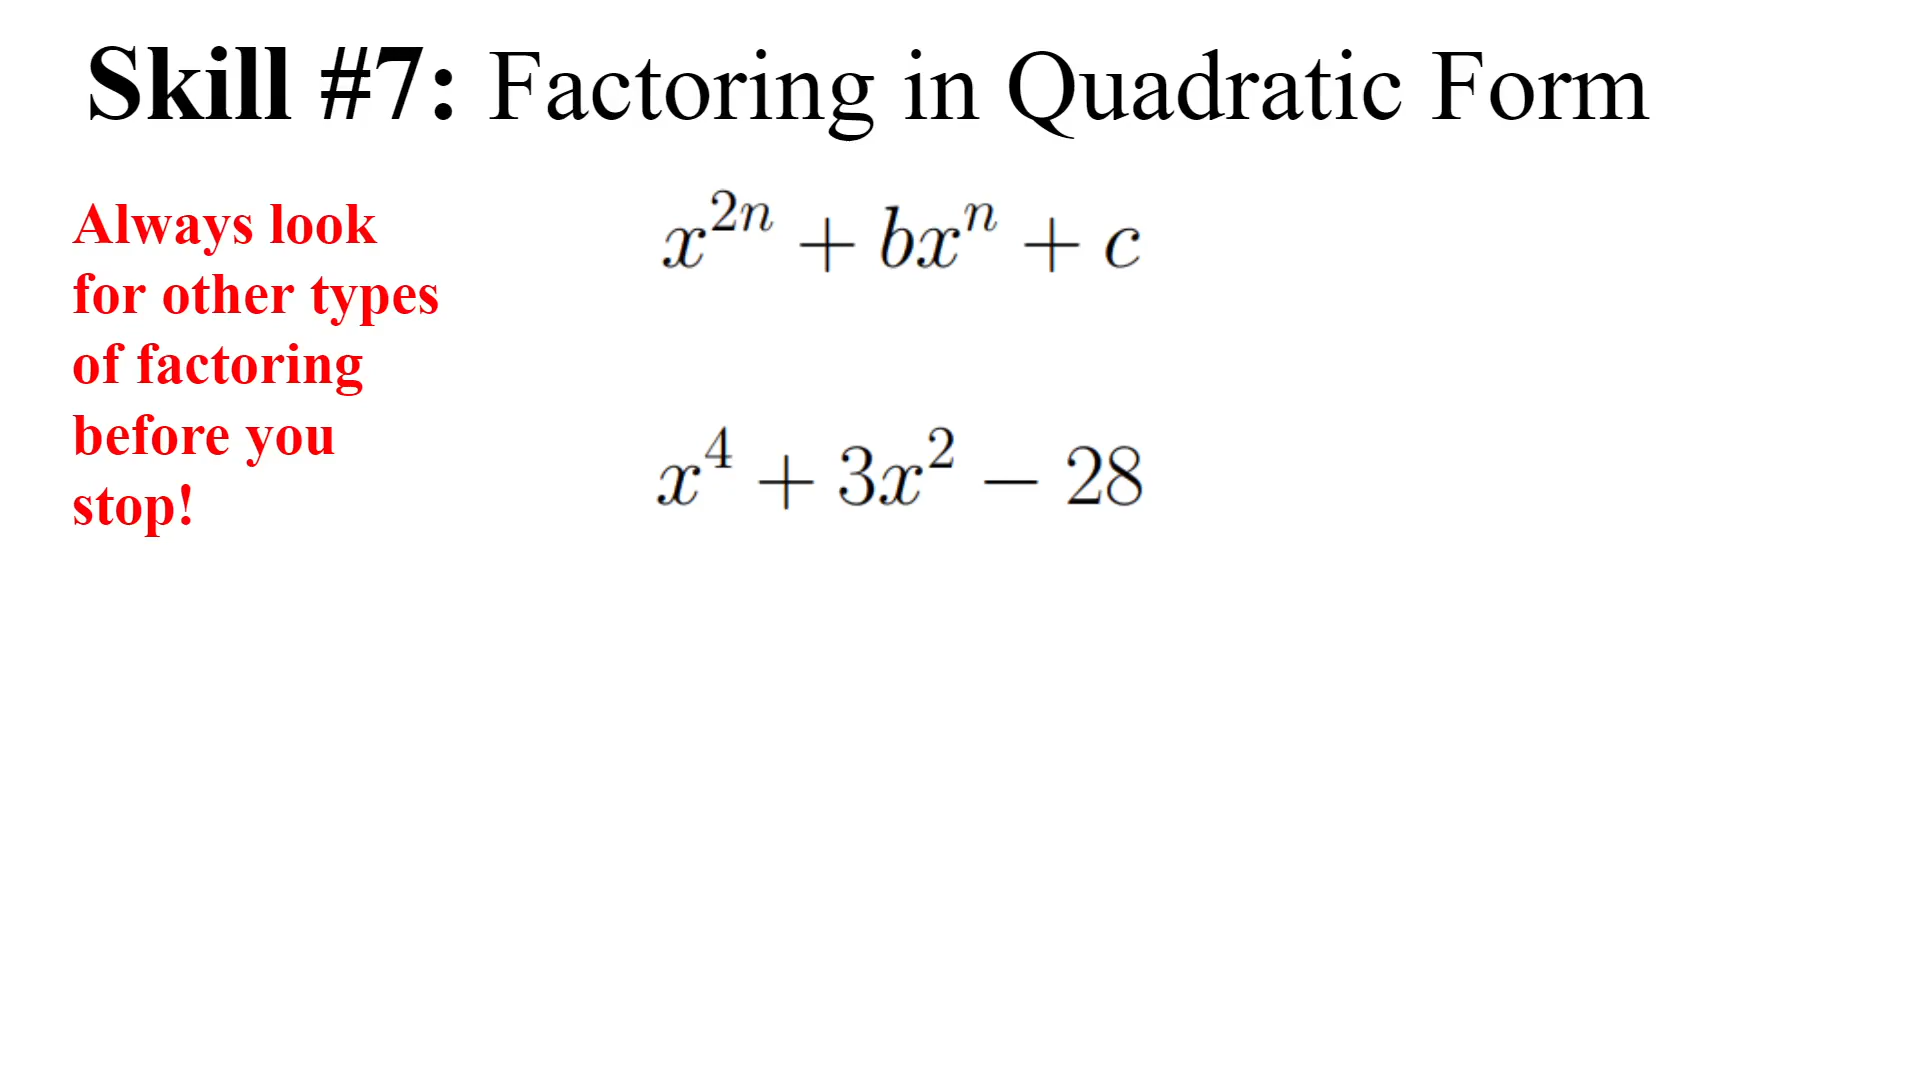 Skill #7: Factoring in Quadratic Form
Always look
for other types
of factoring
before you
stop!
x^{2n} + bx^n + c
x^4 + 3x^2 − 28